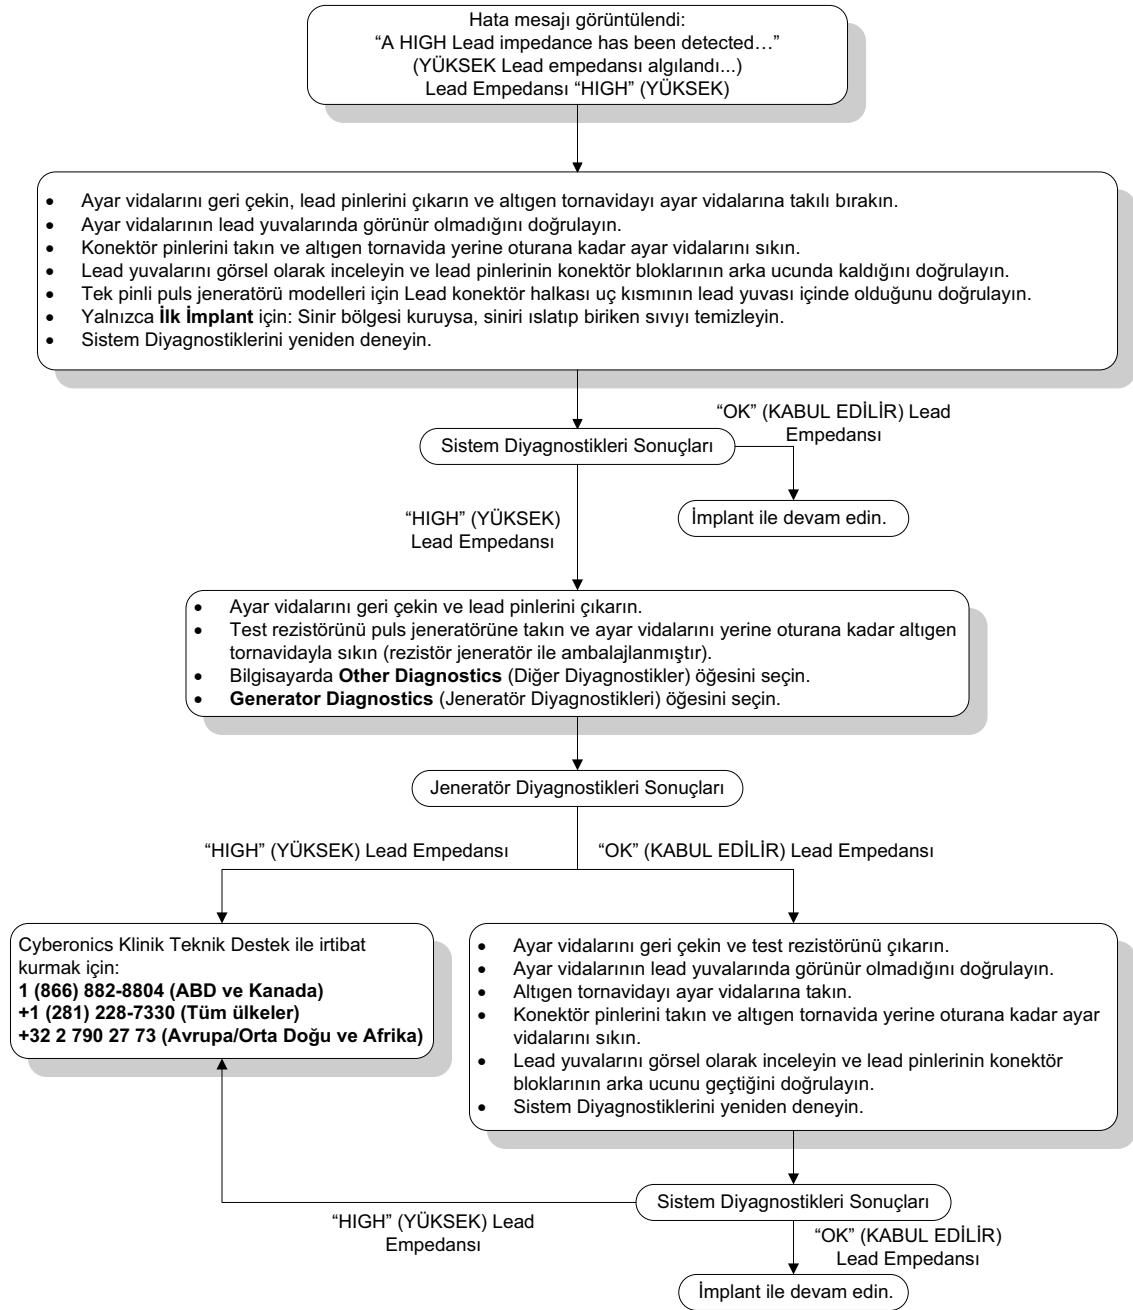 Hata mesajı görüntülendi:
“A HIGH Lead impedance has been detected…”
(YÜKSEK Lead empedansı algılandı...)
Lead Empedansı “HIGH” (YÜKSEK)
• Ayar vidalarını geri çekin, lead pinlerini çıkarın ve altıgen tornavidayı ayar vidalarına takılı bırakın.
• Ayar vidalarının lead yuvalarında görünür olmadığını doğrulayın.
• Konektör pinlerini takın ve altıgen tornavida yerine oturana kadar ayar vidalarını sıkın.
• Lead yuvalarını görsel olarak inceleyin ve lead pinlerinin konektör bloklarının arka ucunda kaldığını doğrulayın.
• Tek pinli puls jeneratörü modelleri için Lead konektör halkası uç kısmının lead yuvası içinde olduğunu doğrulayın.
• Yalnızca İlk İmplant için: Sinir bölgesi kuruysa, siniri ıslatıp biriken sıvıyı temizleyin.
• Sistem Diyagnostiklerini yeniden deneyin.
“OK” (KABUL EDİLİR) Lead
Empedansı
Sistem Diyagnostikleri Sonuçları
“HIGH” (YÜKSEK)
Lead Empedansı
İmplant ile devam edin.
• Ayar vidalarını geri çekin ve lead pinlerini çıkarın.
• Test rezistörünü puls jeneratörüne takın ve ayar vidalarını yerine oturana kadar altıgen
tornavidayla sıkın (rezistör jeneratör ile ambalajlanmıştır).
• Bilgisayarda Other Diagnostics (Diğer Diyagnostikler) öğesini seçin.
• Generator Diagnostics (Jeneratör Diyagnostikleri) öğesini seçin.
Jeneratör Diyagnostikleri Sonuçları
“HIGH” (YÜKSEK) Lead Empedansı
“OK” (KABUL EDİLİR) Lead Empedansı
Cyberonics Klinik Teknik Destek ile irtibat
kurmak için:
1 (866) 882-8804 (ABD ve Kanada)
+1 (281) 228-7330 (Tüm ülkeler)
+32 2 790 27 73 (Avrupa/Orta Doğu ve Afrika)
• Ayar vidalarını geri çekin ve test rezistörünü çıkarın.
• Ayar vidalarının lead yuvalarında görünür olmadığını doğrulayın.
• Altıgen tornavidayı ayar vidalarına takın.
• Konektör pinlerini takın ve altıgen tornavida yerine oturana kadar ayar
vidalarını sıkın.
• Lead yuvalarını görsel olarak inceleyin ve lead pinlerinin konektör
bloklarının arka ucunu geçtiğini doğrulayın.
• Sistem Diyagnostiklerini yeniden deneyin.
Sistem Diyagnostikleri Sonuçları
“HIGH” (YÜKSEK) Lead
Empedansı
“OK” (KABUL EDİLİR)
Lead Empedansı
İmplant ile devam edin.